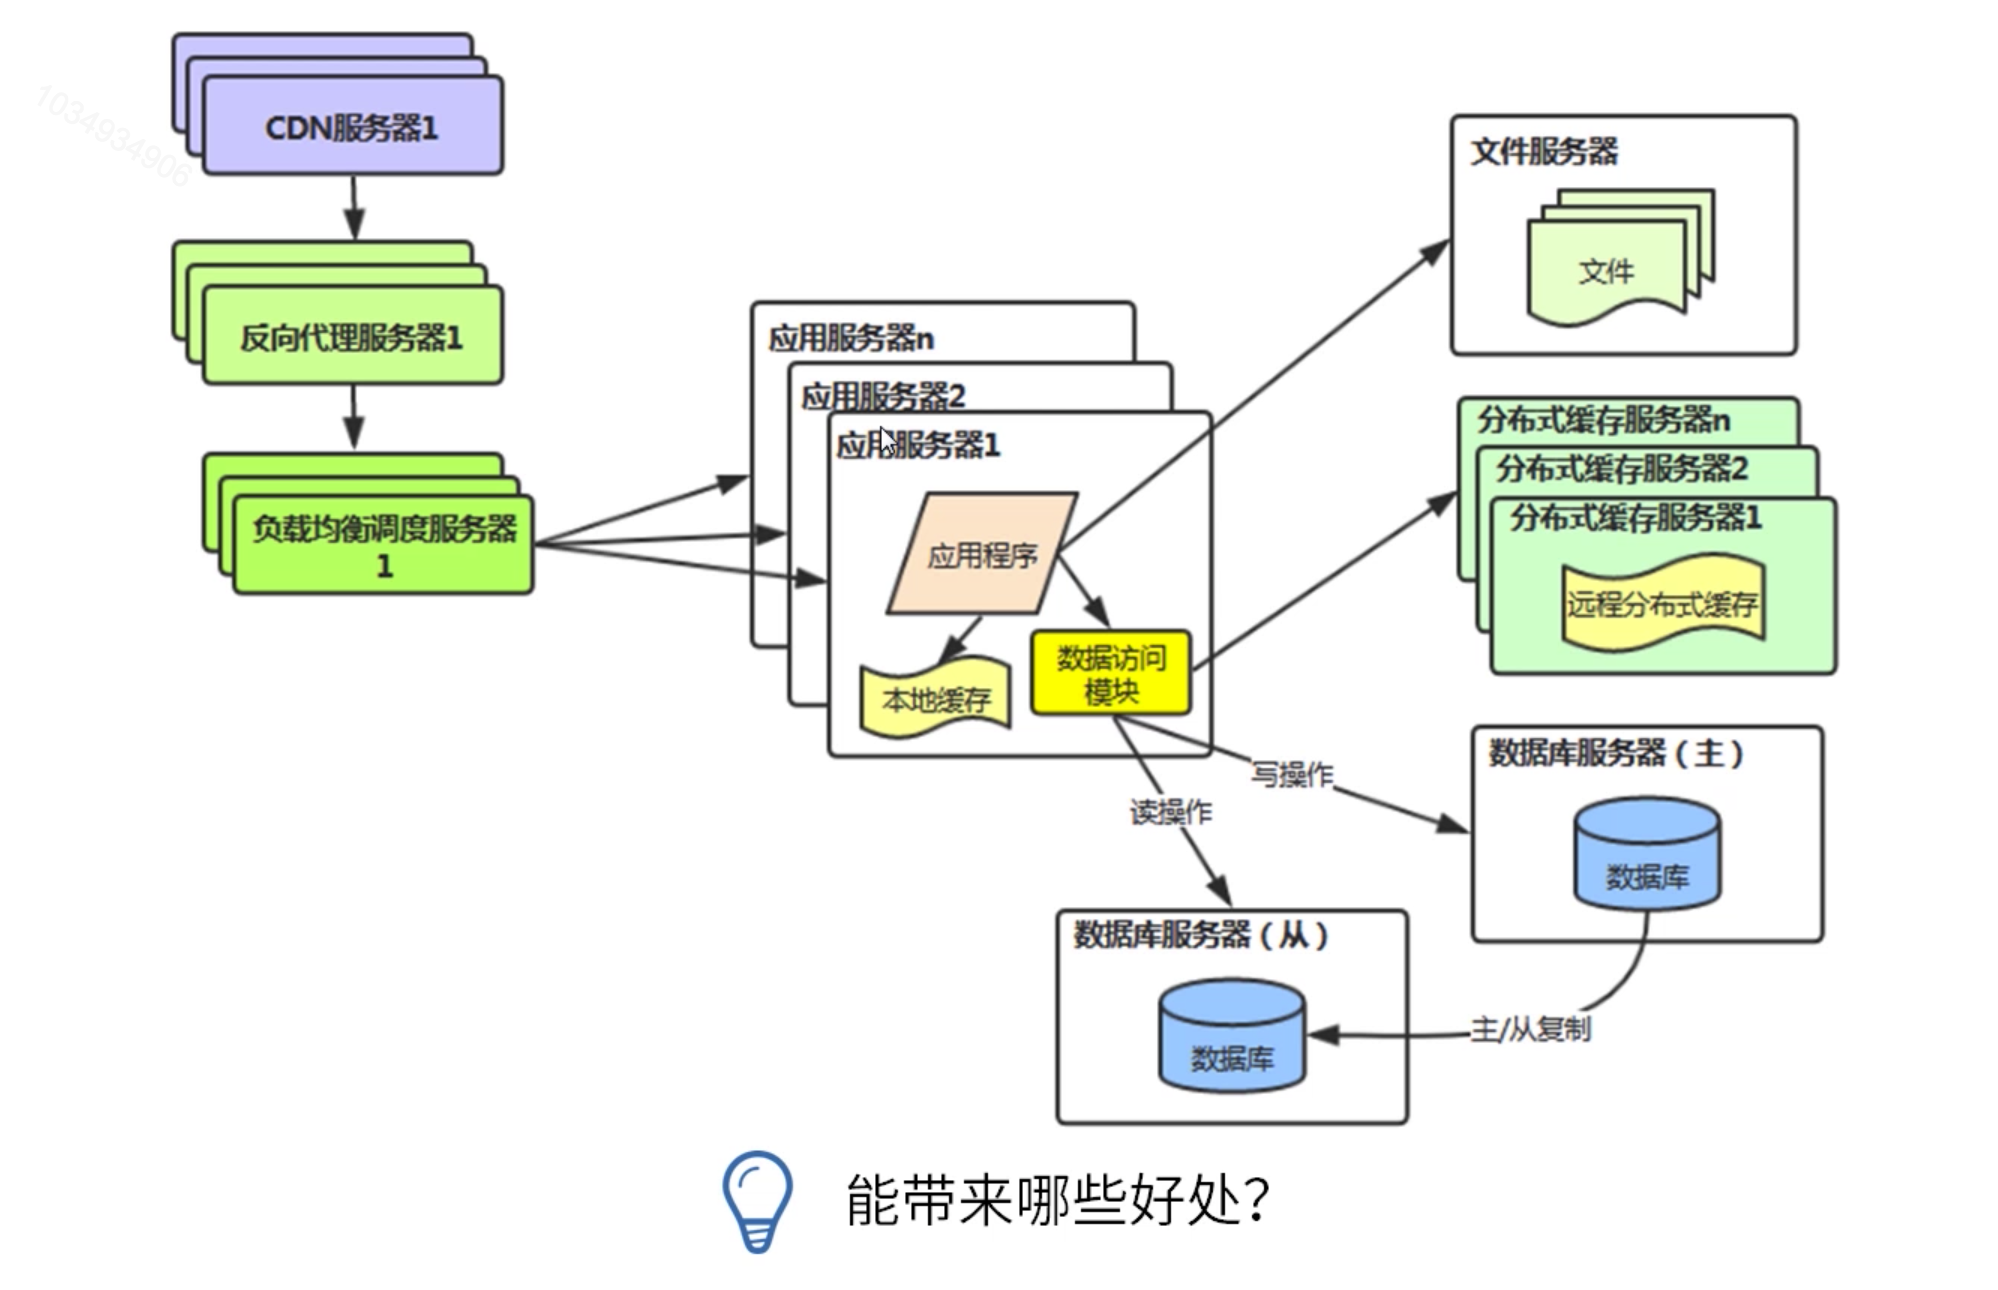 1034934906
CDN服务器1
反向代理服务器1
负载均衡调度服务器
1
应用服务器n
应用服务器2
应用服务器1
应用程序
本地缓存
数据访问
模块
文件服务器
文件
分布式缓存服务器n
分布式缓存服务器2
分布式缓存服务器1
远程分布式缓存
写操作
读操作
数据库服务器（主）
数据库
数据库服务器（从）
数据库
主/从复制
能带来哪些好处？